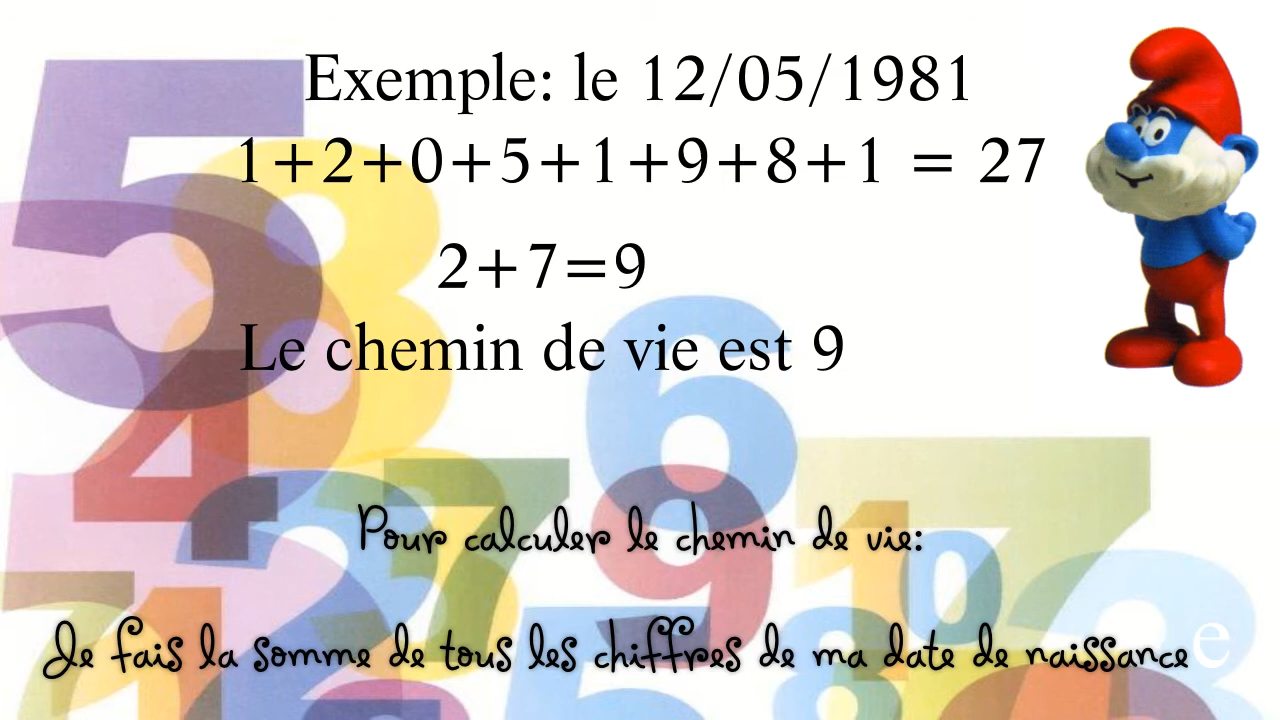 Exemple: le 12/05/1981
1+2+0+5+1+9+8+1 = 27
2+7=9
Le chemin de vie est 9
Pour calculer le chemin de vie:
Je fais la somme de tous les chiffres de ma date de naissance
e